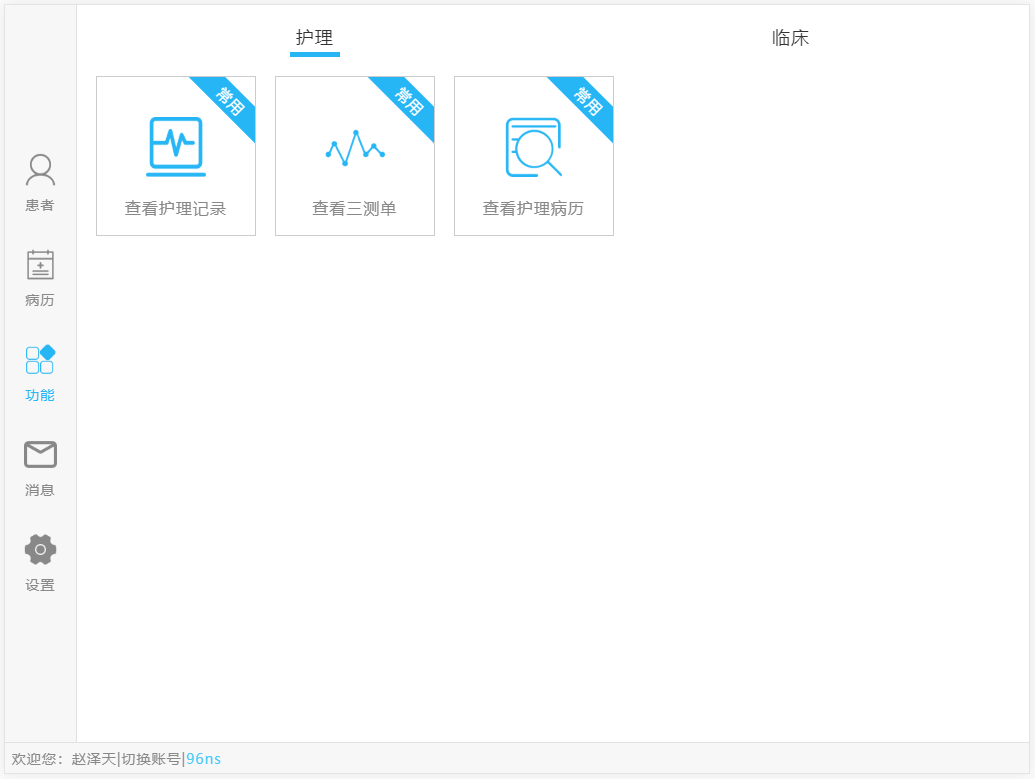 护理
临床
常用
常用
常用
查看护理记录
查看三测单
查看护理病历
患者
病历
功能
消息
设置
欢迎您：赵泽天|切换账号|96ns